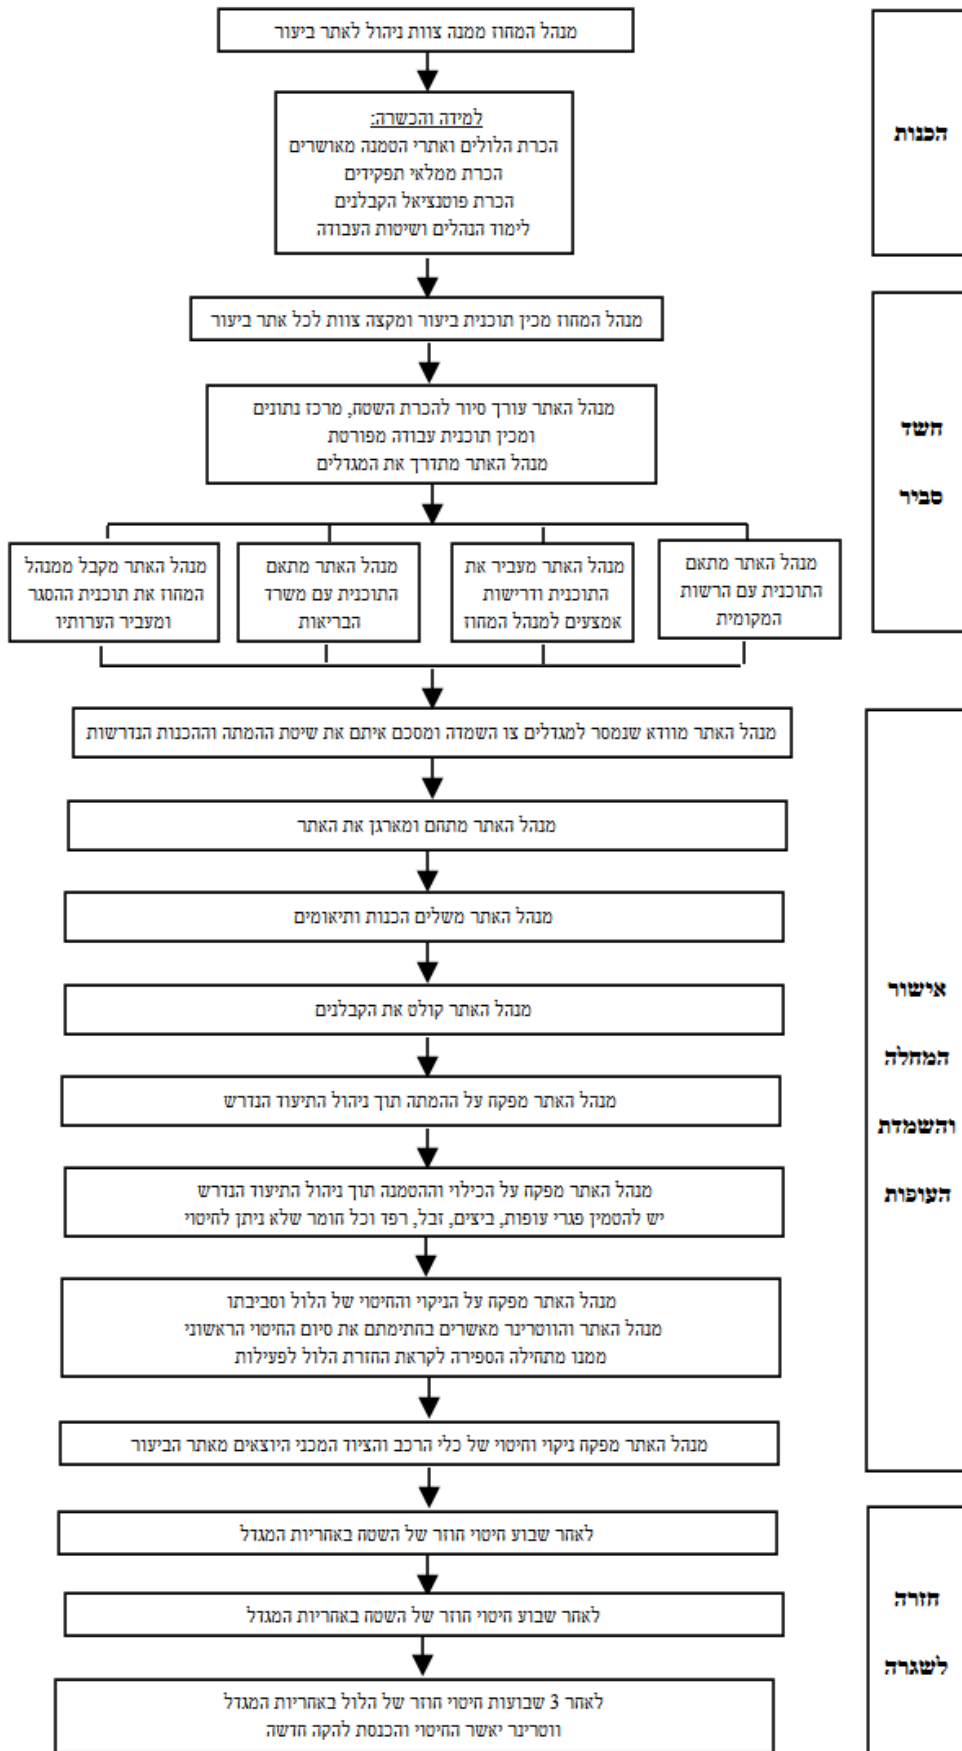 מנהל המחוז ממנה צוות ניהול לאתר ביעור
הכנות
למידה והכשרה:
הכרת הלולים ואתרי הטמנה מאושרים
הכרת ממלאי תפקידים
הכרת פוטנציאל הקבלנים
לימוד הנהלים ושיטות העבודה
מנהל המחוז מכין תוכנית ביעור ומקצה צוות לכל אתר ביעור
חשד
סביר
מנהל האתר עורך סיור להכרת השטח, מרכז נתונים
ומכין תוכנית עבודה מפורטת
מנהל האתר מתדרך את המגדלים
מנהל האתר מתאם
התוכנית עם הרשות
המקומית
מנהל האתר מעביר את
התוכנית ודרישות
אמצעים למנהל המחוז
מנהל האתר מתאם
התוכנית עם משרד
הבריאות
מנהל האתר מקבל ממנהל
המחוז את תוכנית ההסגר
ומעביר הערותיו
מנהל האתר מוודא שנמסר למגדלים צו השמדה ומסכם איתם את שיטת ההמתה וההכנות הנדרשות
אישור
המחלה
והשמדת
העופות
מנהל האתר מתחם ומארגן את האתר
מנהל האתר משלים הכנות ותיאומים
מנהל האתר קולט את הקבלנים
מנהל האתר מפקח על ההמתה תוך ניהול התיעוד הנדרש
מנהל האתר מפקח על הכילוי וההטמנה תוך ניהול התיעוד הנדרש
יש להטמין פגרי עופות, ביצים, זבל, רפד וכל חומר שלא ניתן לחיטוי
מנהל האתר מפקח על הניקוי והחיטוי של הלול וסביבתו
מנהל האתר והווטרינר מאשרים בחתימתם את סיום החיטוי הראשוני
ממנו מתחילה הספירה לקראת החזרת הלול לפעילות
מנהל האתר מפקח ניקוי וחיטוי של כלי הרכב והציוד המכני היוצאים מאתר הביעור
לאחר שבוע חיטוי חוזר של השטח באחריות המגדל
חזרה
לשגרה
לאחר שבוע חיטוי חוזר של השטח באחריות המגדל
לאחר 3 שבועות חיטוי חוזר של הלול באחריות המגדל
ווטרינר יאשר החיטוי והכנסת להקה חדשה